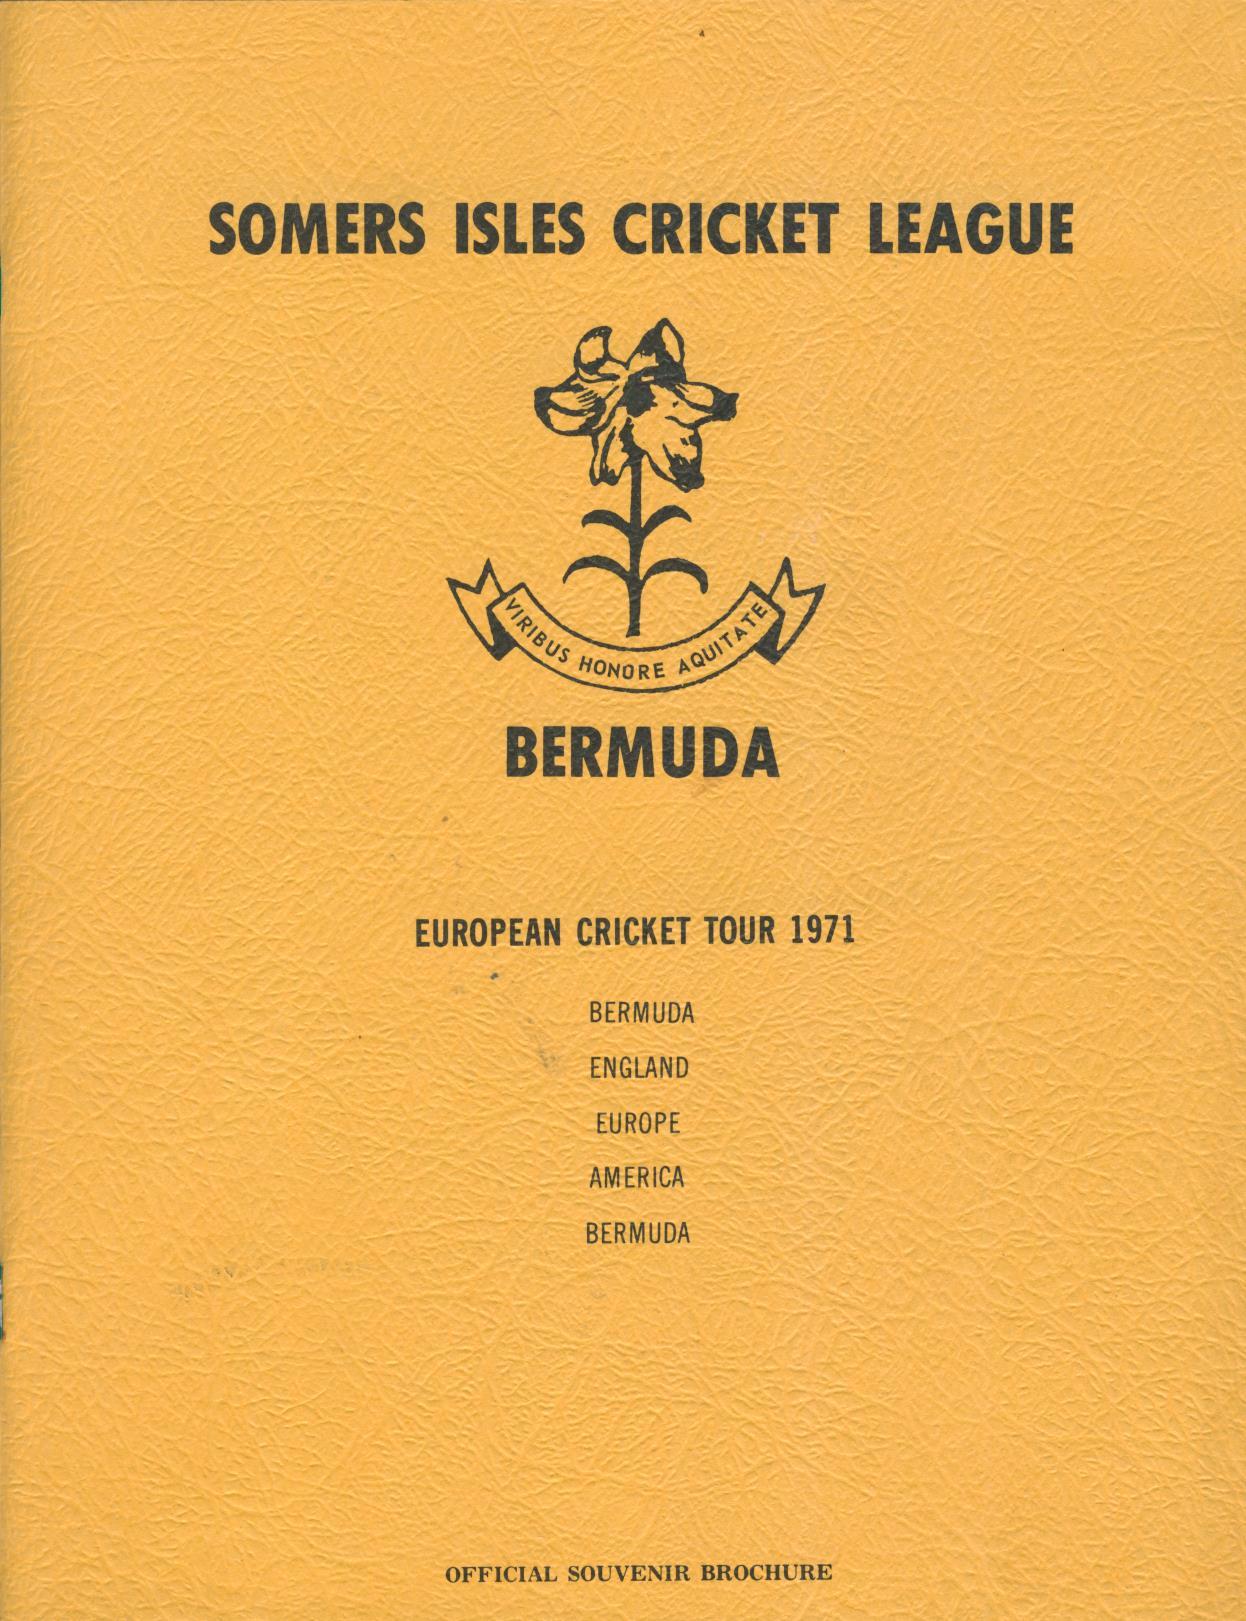 SOMERS ISLES CRICKET LEAGUE
VIRIBUS HONORE AQUITATE
BERMUDA
EUROPEAN CRICKET TOUR 1971
BERMUDA
ENGLAND
EUROPE
AMERICA
BERMUDA
OFFICIAL SOUVENIR BROCHURE